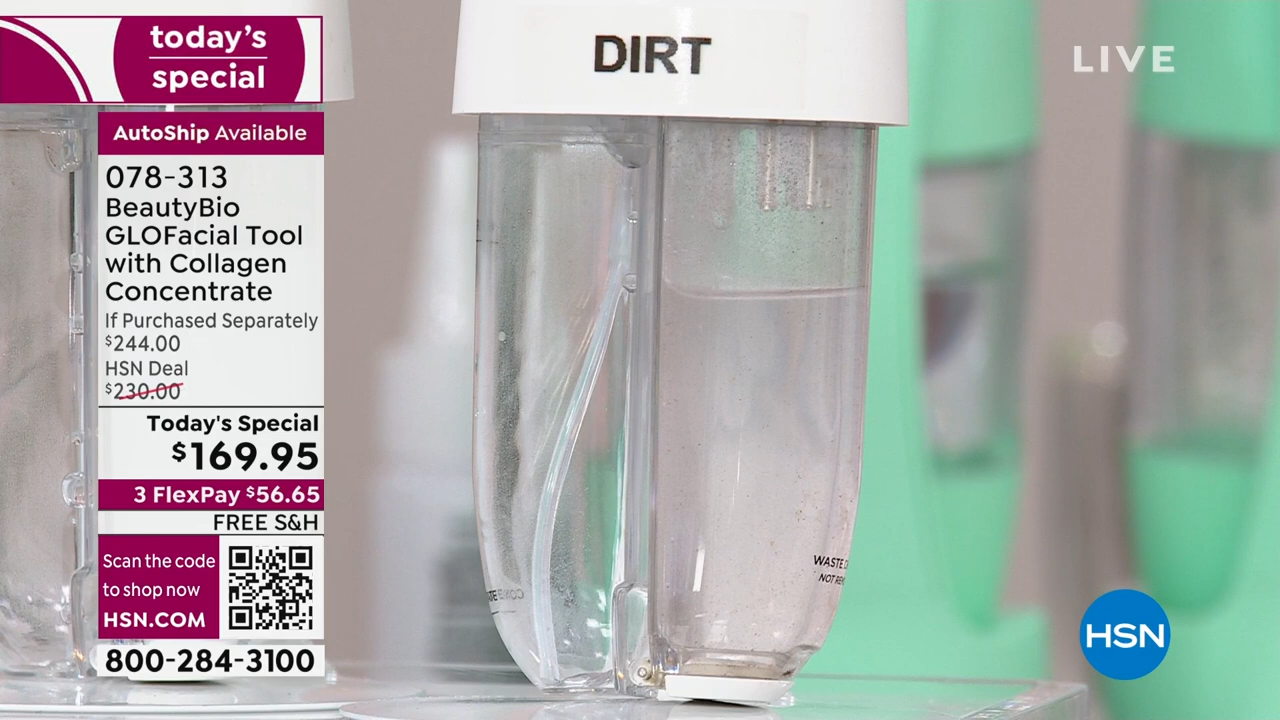 today's
special
AutoShip Available
078-313
BeautyBio
GLOFacial Tool
with Collagen
Concentrate
If Purchased Separately
$244.00
HSN Deal
$230.00
Today's Special
$169.95
3 FlexPay $56.65
FREE S&H
Scan the code
to shop now
HSN.COM
800-284-3100
DIRT
WASTE
NOT
LIVE
HSN